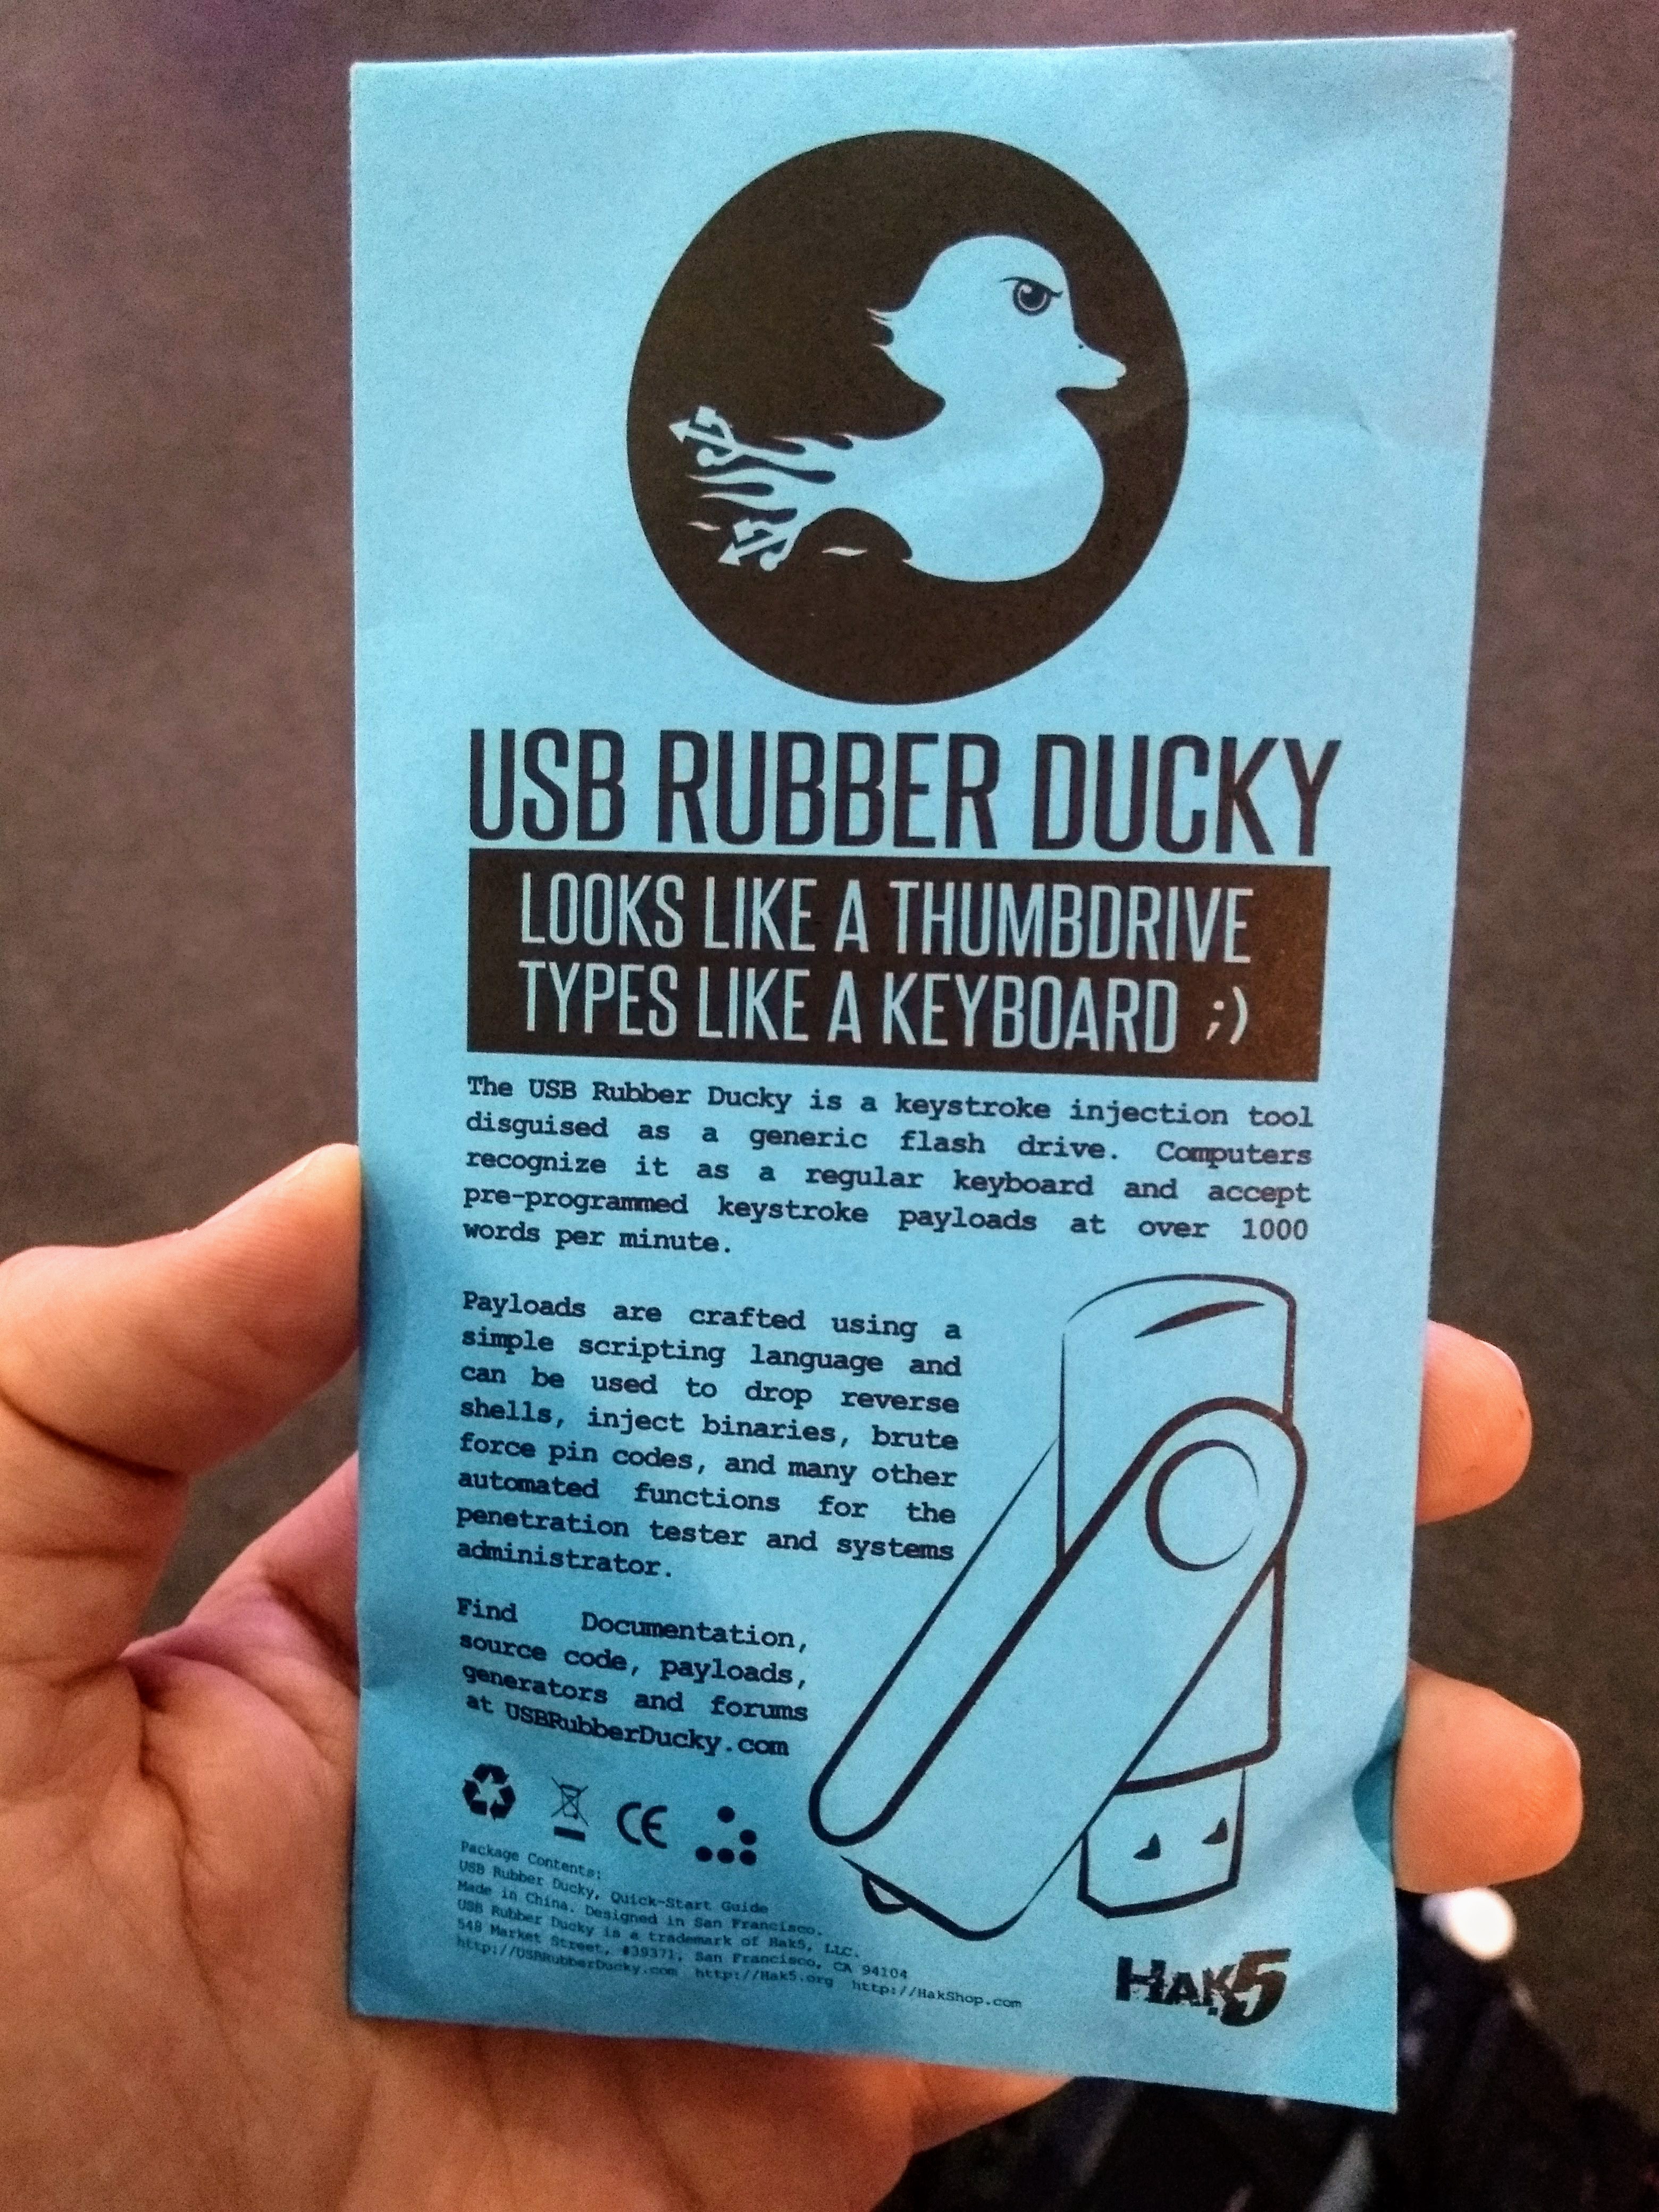 USB RUBBER DUCKY
LOOKS LIKE A THUMBDRIVE
TYPES LIKE A KEYBOARD ;)
The USB Rubber Ducky is a keystroke injection tool
disguised as a generic flash drive. Computers
recognize it as a regular keyboard and accept
pre-programmed keystroke payloads at over 1000
words per minute.
Payloads are crafted using a
simple scripting language and
can be used to drop reverse
shells, inject binaries, brute
force pin codes, and many other
automated functions for the
penetration tester and systems
administrator.
Find Documentation,
source code, payloads,
generators and forums
at USBRubberDucky.com
CE
Package Contents:
USB Rubber Ducky, Quick-Start Guide
Made in China. Designed in San Francisco.
USB Rubber Ducky is a trademark of Hak5, LLC.
548 Market Street, #39371, San Francisco, CA 94104
http://USBRubberDucky.com http://Hak5.org http://HakShop.com
HAK5